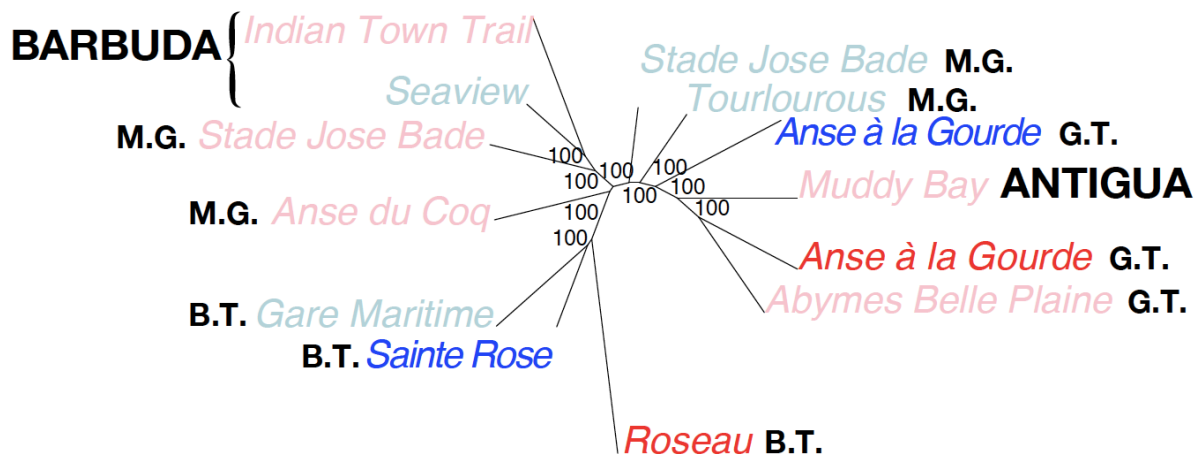 BARBUDA { Indian Town Trail
Stade Jose Bade M.G.
Seaview
Tourlourous M.G.
M.G. Stade Jose Bade
Anse à la Gourde G.T.
100 100 100
100 100 100
Muddy Bay ANTIGUA
M.G. Anse du Coq
100 100
100
Anse à la Gourde G.T.
B.T. Gare Maritime
Abymes Belle Plaine G.T.
B.T. Sainte Rose
Roseau B.T.